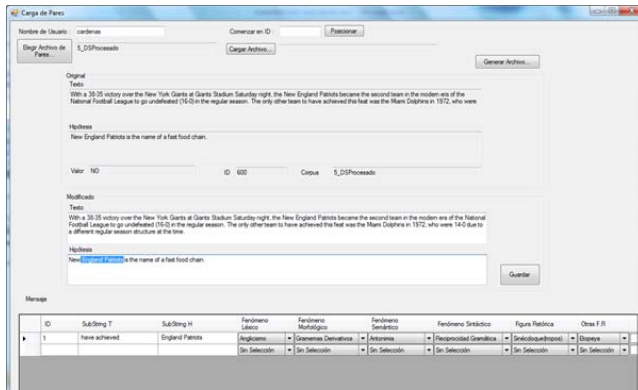 Carga de Pares
Nombre de Usuario : cardenas Comenzar en ID : Posicionar
Elegir Archivo de Pares... 5_DSProcesado Cargar Archivo...
Generar Archivo...
Original
Texto
With a 38-35 victory over the New York Giants at Giants Stadium Saturday night, the New England Patriots became the second team in the modern era of the
National Football League to go undefeated (16-0) in the regular season. The only other team to have achieved this feat was the Miami Dolphins in 1972, who were
Hipótesis
New England Patriots is the name of a fast food chain.
Valor NO ID 600 Corpus 5_DSProcesado
Modificado
Texto
With a 38-35 victory over the New York Giants at Giants Stadium Saturday night, the New England Patriots became the second team in the modern era of the National
Football League to go undefeated (16-0) in the regular season. The only other team to have achieved this feat was the Miami Dolphins in 1972, who were 14-0 due to
a different regular season structure at the time.
Hipótesis
New England Patriots is the name of a fast food chain.
Guardar
Mensaje
ID SubString T SubString H Fenómeno Léxico Fenómeno Morfológico Fenómeno Semántico Fenómeno Sintáctico Figura Retórica Otras F.R
1 have achieved England Patriots Anglicismo Gramemas Derivativos Antonimia Reciprocidad Gramática Sinécdoque(tropos) Etopeya
Sin Selección Sin Selección Sin Selección Sin Selección Sin Selección Sin Selección